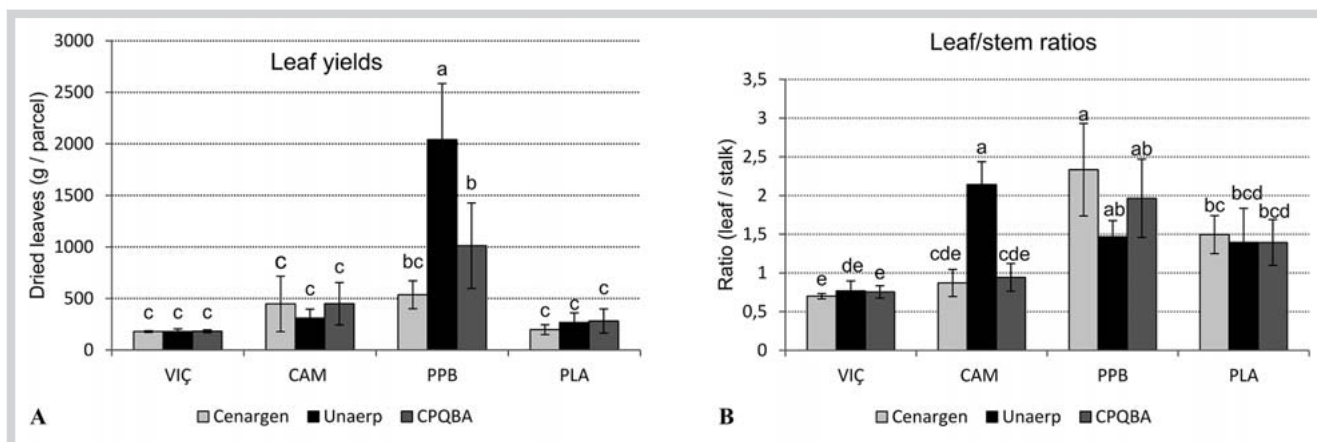 Leaf yields
Dried leaves (g / parcel)
3000
2500
2000
1500
1000
500
0
c c c
c c c
bc a b
c c c
VIÇ CAM PPB PLA
A
Cenargen Unaerp CPQBA
Leaf/stem ratios
Ratio (leaf / stalk)
3,5
3
2,5
2
1,5
1
0,5
0
e de e
cde a cde
a ab ab
bc bcd bcd
VIÇ CAM PPB PLA
B
Cenargen Unaerp CPQBA